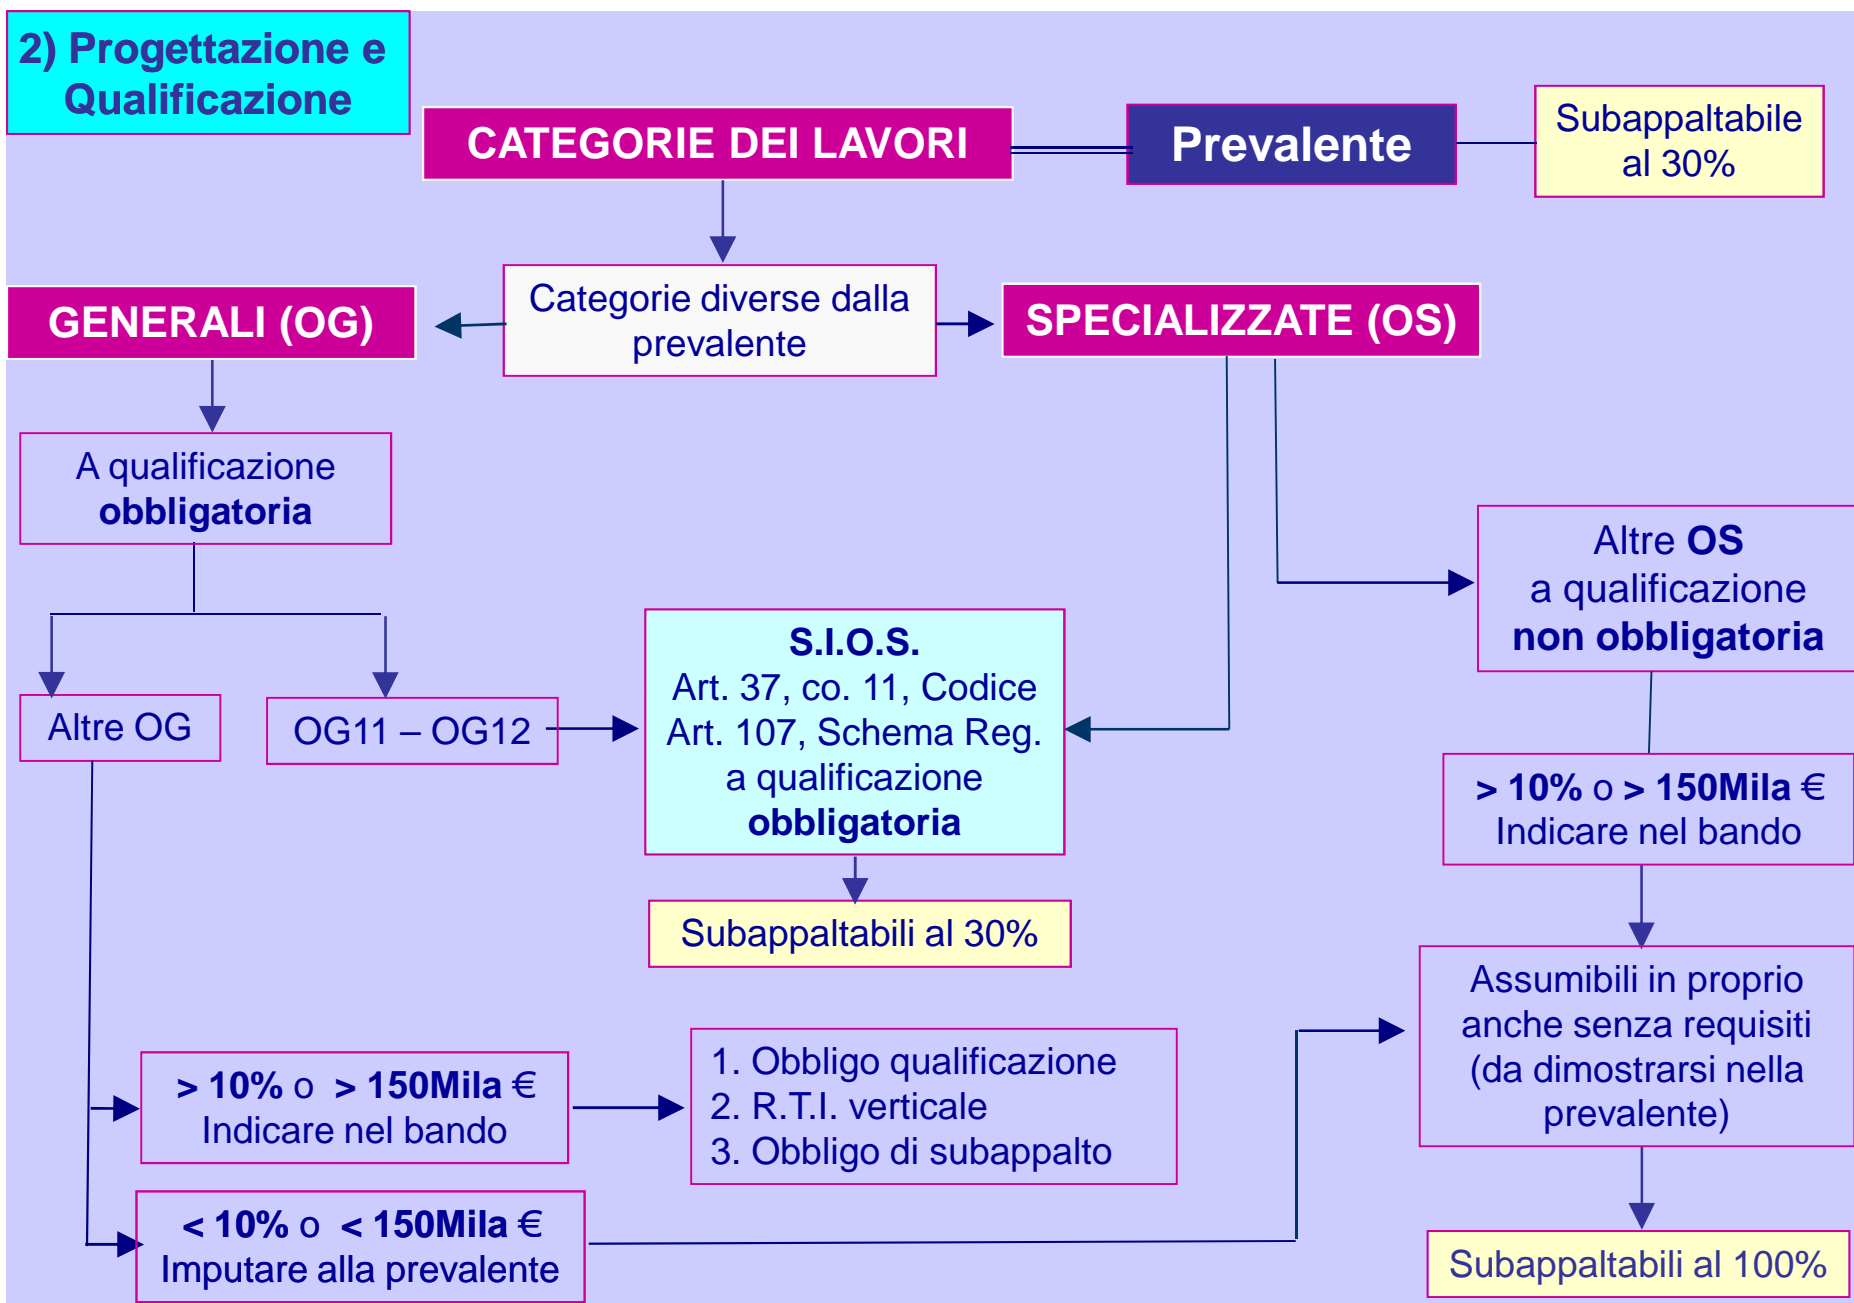 2) Progettazione e
Qualificazione
CATEGORIE DEI LAVORI
Prevalente
Subappaltabile
al 30%
Categorie diverse dalla
prevalente
GENERALI (OG)
SPECIALIZZATE (OS)
A qualificazione
obbligatoria
Altre OS
a qualificazione
non obbligatoria
Altre OG
OG11 – OG12
S.I.O.S.
Art. 37, co. 11, Codice
Art. 107, Schema Reg.
a qualificazione
obbligatoria
> 10% o > 150Mila €
Indicare nel bando
Subappaltabili al 30%
Assumibili in proprio
anche senza requisiti
(da dimostrarsi nella
prevalente)
> 10% o > 150Mila €
Indicare nel bando
1. Obbligo qualificazione
2. R.T.I. verticale
3. Obbligo di subappalto
< 10% o < 150Mila €
Imputare alla prevalente
Subappaltabili al 100%